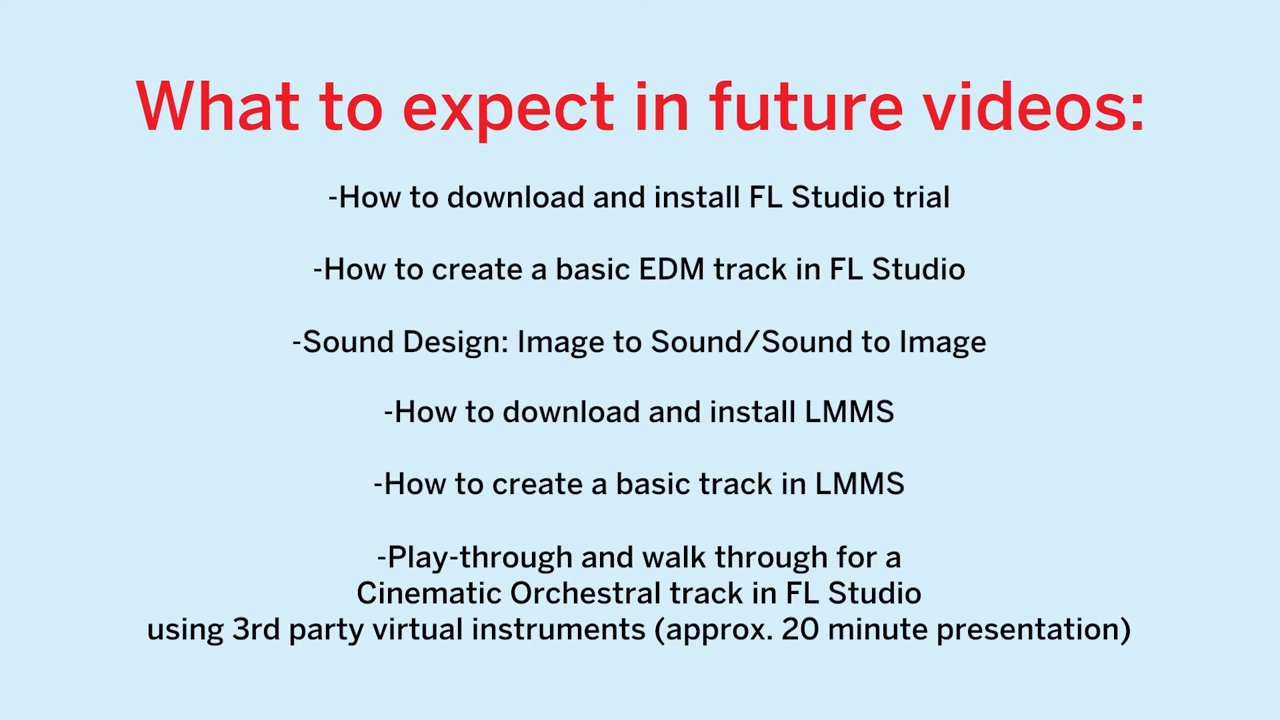 What to expect in future videos:
-How to download and install FL Studio trial
-How to create a basic EDM track in FL Studio
-Sound Design: Image to Sound/Sound to Image
-How to download and install LMMS
-How to create a basic track in LMMS
-Play-through and walk through for a
Cinematic Orchestral track in FL Studio
using 3rd party virtual instruments (approx. 20 minute presentation)